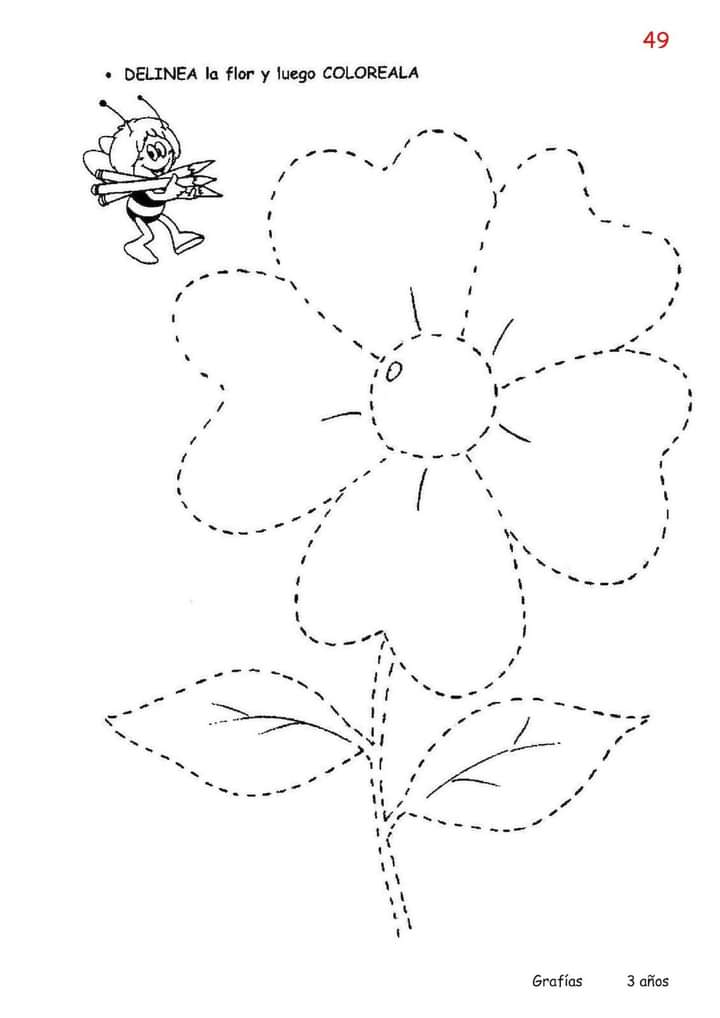 49
• DELINEA la flor y luego COLOREALA
Grafías 3 años